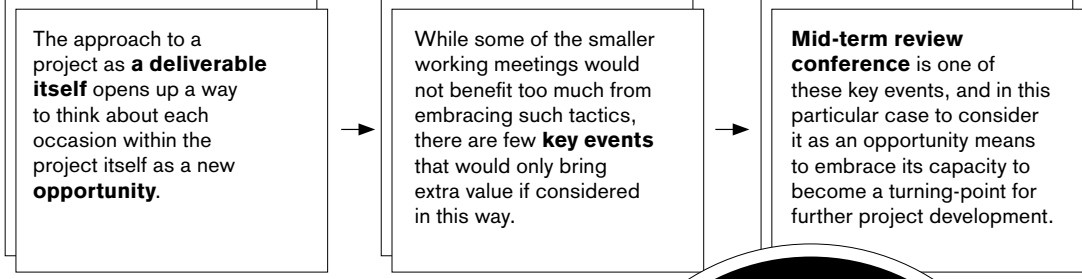 The approach to a
project as a deliverable
itself opens up a way
to think about each
occasion within the
project itself as a new
opportunity.
While some of the smaller
working meetings would
not benefit too much from
embracing such tactics,
there are few key events
that would only bring
extra value if considered
in this way.
Mid-term review
conference is one of
these key events, and in this
particular case to consider
it as an opportunity means
to embrace its capacity to
become a turning-point for
further project development.